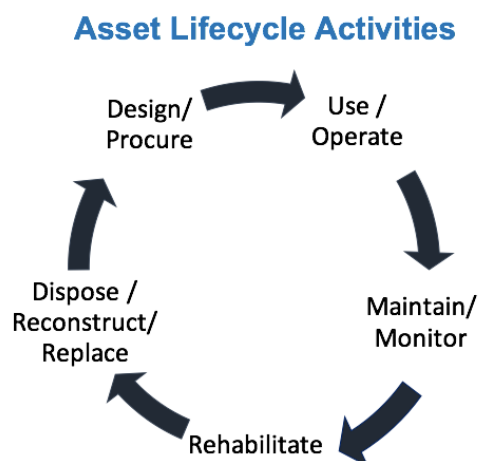 Asset Lifecycle Activities
Design/
Procure
Use /
Operate
Maintain/
Monitor
Rehabilitate
Dispose /
Reconstruct/
Replace